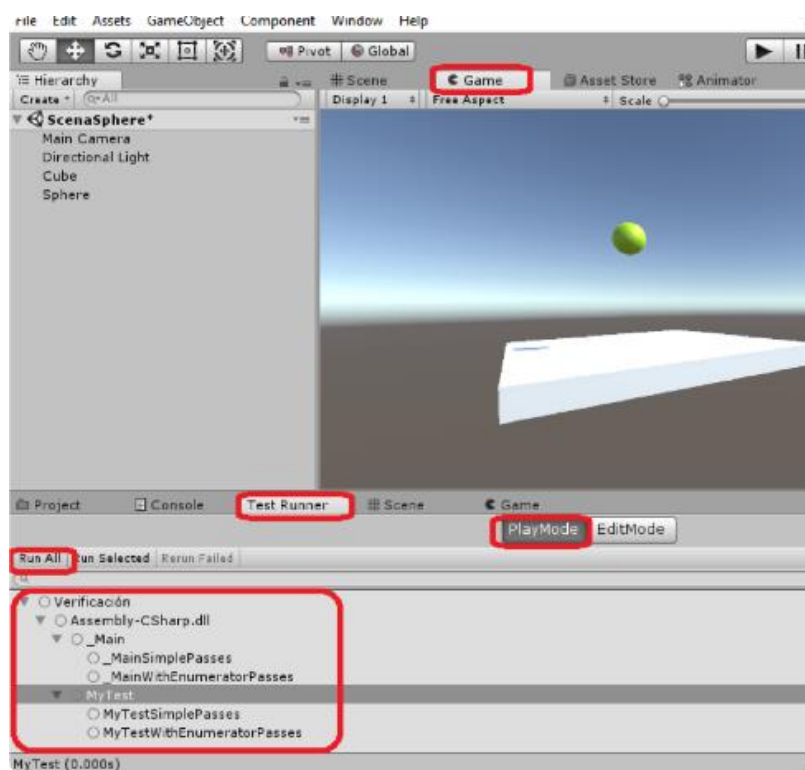 File Edit Assets GameObject Component Window Help
Pivot Global
Hierarchy Scene Game Asset Store Animator
Create All Display 1 Free Aspect Scale
ScenaSphere*
Main Camera
Directional Light
Cube
Sphere
Project Console Test Runner Scene Game
PlayMode EditMode
Run All Run Selected Rerun Failed
Verificación
Assembly-CSharp.dll
_Main
_MainSimplePasses
_MainWithEnumeratorPasses
MyTest
MyTestSimplePasses
MyTestWithEnumeratorPasses
MyTest (0.000s)